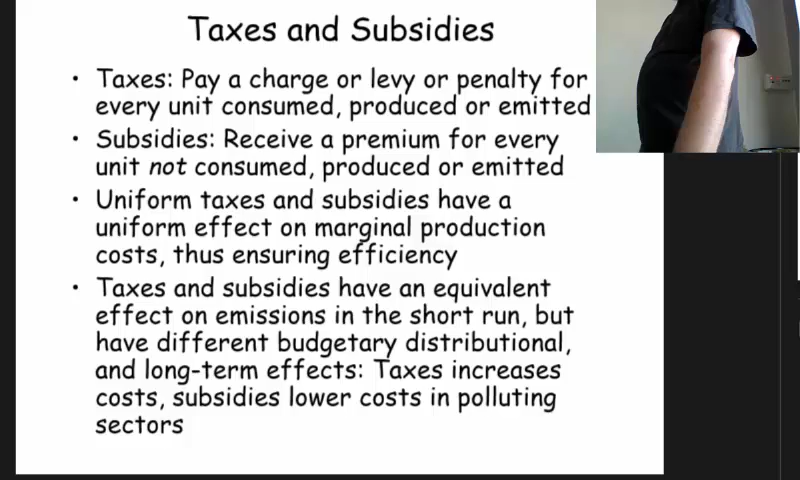 Taxes and Subsidies
• Taxes: Pay a charge or levy or penalty for
every unit consumed, produced or emitted
• Subsidies: Receive a premium for every
unit not consumed, produced or emitted
• Uniform taxes and subsidies have a
uniform effect on marginal production
costs, thus ensuring efficiency
• Taxes and subsidies have an equivalent
effect on emissions in the short run, but
have different budgetary distributional,
and long-term effects: Taxes increases
costs, subsidies lower costs in polluting
sectors